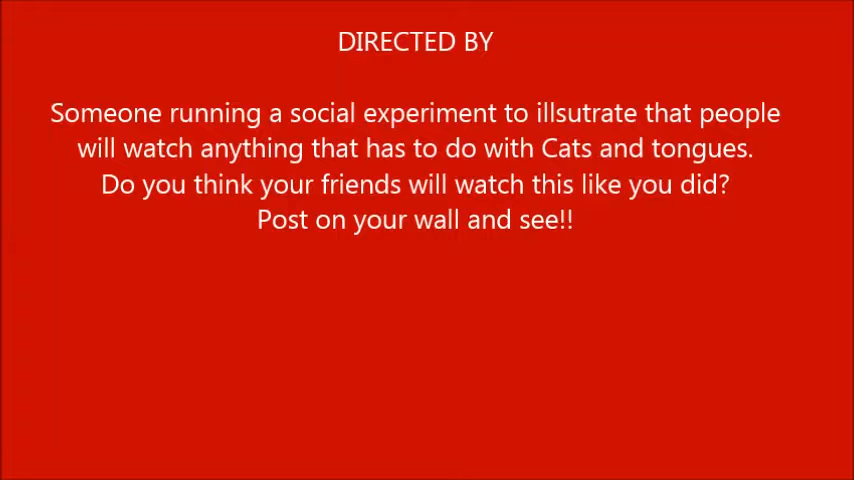 DIRECTED BY
Someone running a social experiment to illsutrate that people
will watch anything that has to do with Cats and tongues.
Do you think your friends will watch this like you did?
Post on your wall and see!!